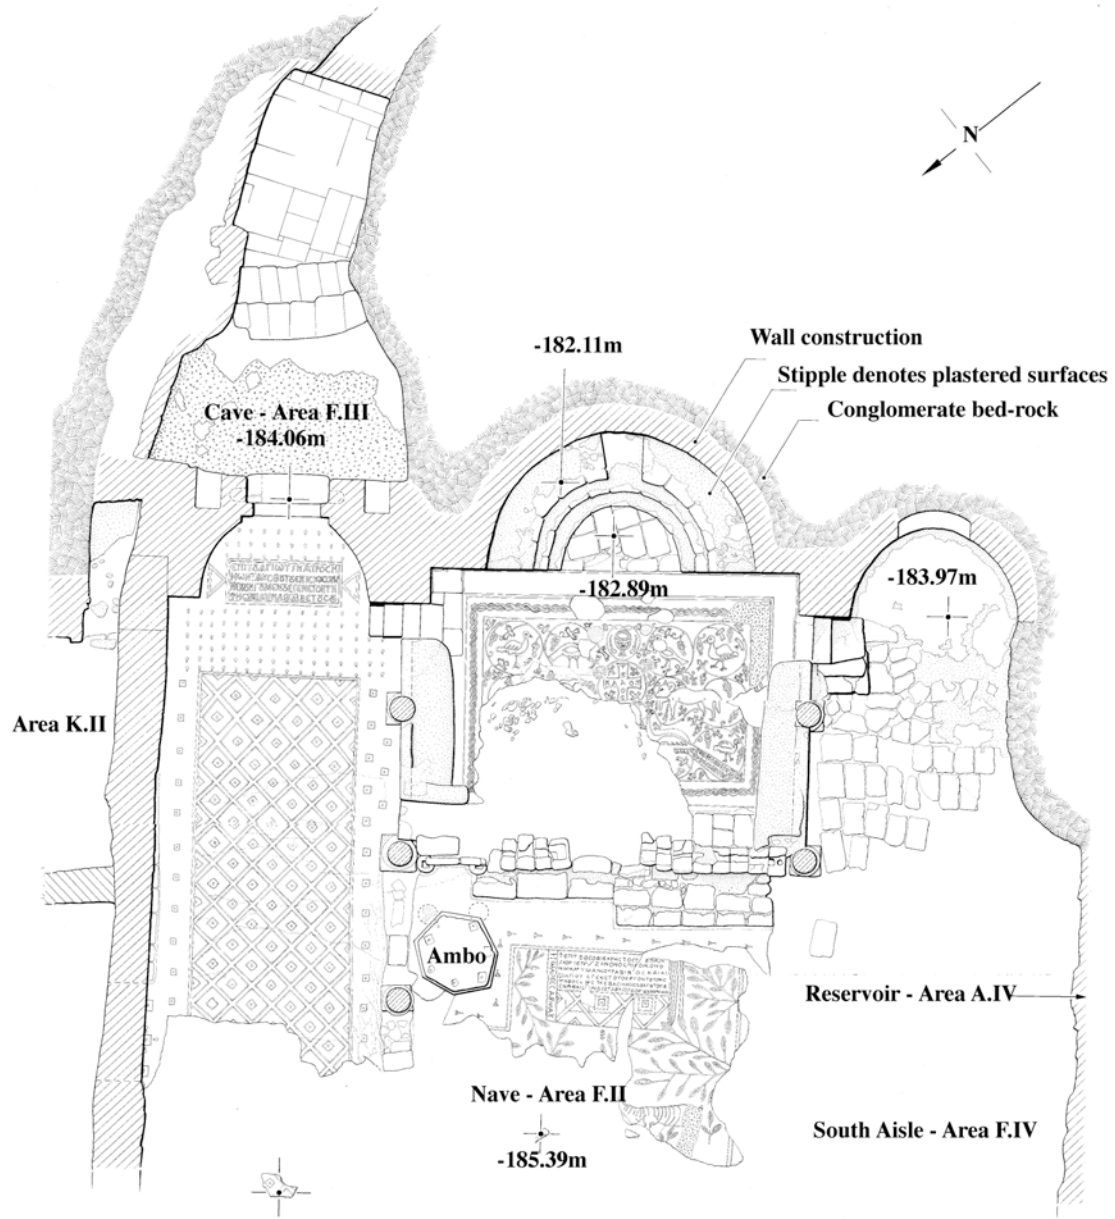 N
Wall construction
-182.11m
Stipple denotes plastered surfaces
Conglomerate bed-rock
Cave - Area F.III
-184.06m
-183.97m
-182.89m
Area K.II
Ambo
Reservoir - Area A.IV
Nave - Area F.II
South Aisle - Area F.IV
-185.39m